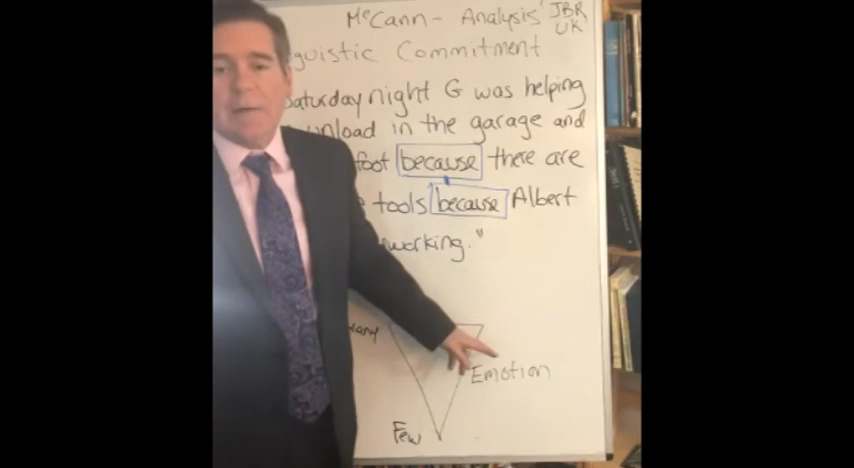 McCann - Analysis' JBR,
UK
guistic Commitment
Saturday night G was helping
unload in the garage and
foot because there are
tools because Albert
working."
many
Emotion
Few